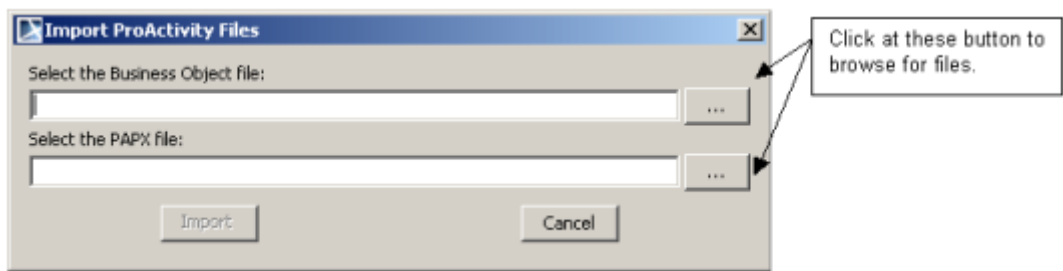 Import ProActivity Files
Click at these button to
browse for files.
Select the Business Object file:
...
Select the PAPX file:
...
Import
Cancel